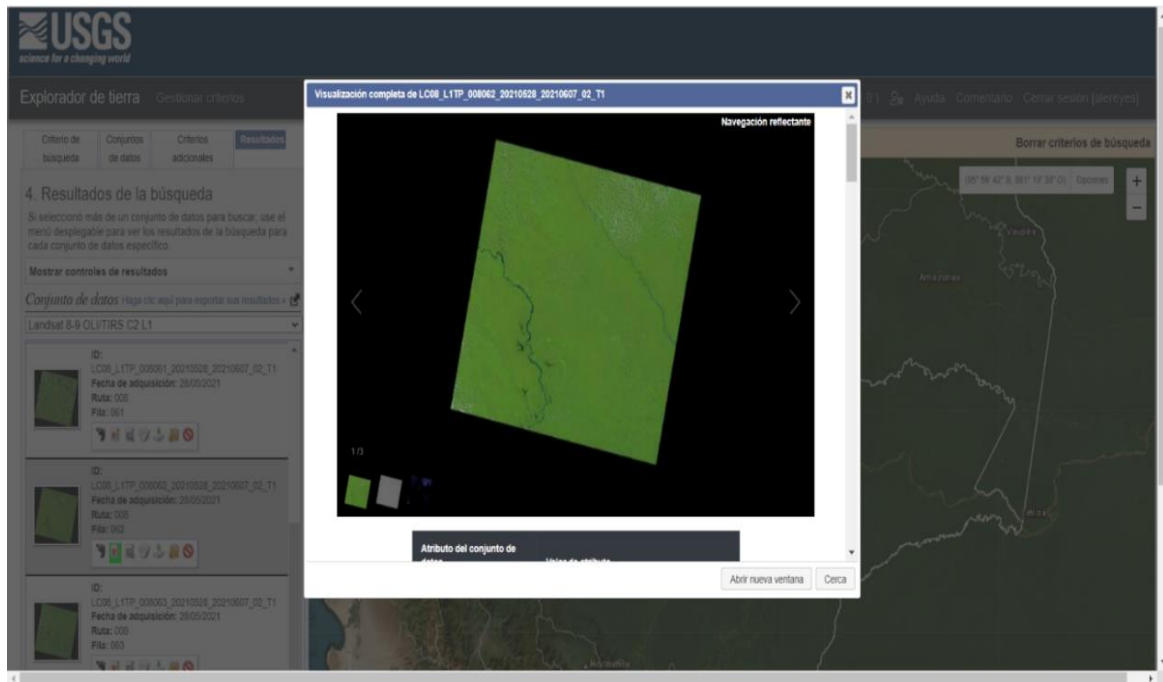 USGS
science for a changing world
Explorador de tierra Gestionar criterios
Ayuda Comentario Cerrar sesión [alereyes]
Criterio de búsqueda
Conjuntos de datos
Criterios adicionales
Resultados
Borrar criterios de búsqueda
4. Resultados de la búsqueda
Si seleccionó más de un conjunto de datos para buscar, use el
menú desplegable para ver los resultados de la búsqueda para
cada conjunto de datos específico.
Mostrar controles de resultados
Conjunto de datos Haga clic aquí para exportar sus resultados »
Landsat 8-9 OLI/TIRS C2 L1
ID:
LC08_L1TP_008061_20210528_20210607_02_T1
Fecha de adquisición: 28/05/2021
Ruta: 008
Fila: 061
ID:
LC08_L1TP_008062_20210528_20210607_02_T1
Fecha de adquisición: 28/05/2021
Ruta: 008
Fila: 062
ID:
LC08_L1TP_008063_20210528_20210607_02_T1
Fecha de adquisición: 28/05/2021
Ruta: 008
Fila: 063
Visualización completa de LC08_L1TP_008062_20210528_20210607_02_T1
Navegación reflectante
1/3
Atributo del conjunto de
datos Valor de atributo
Abrir nueva ventana Cerca
Opciones
+
−
Vaupés
Amazonas